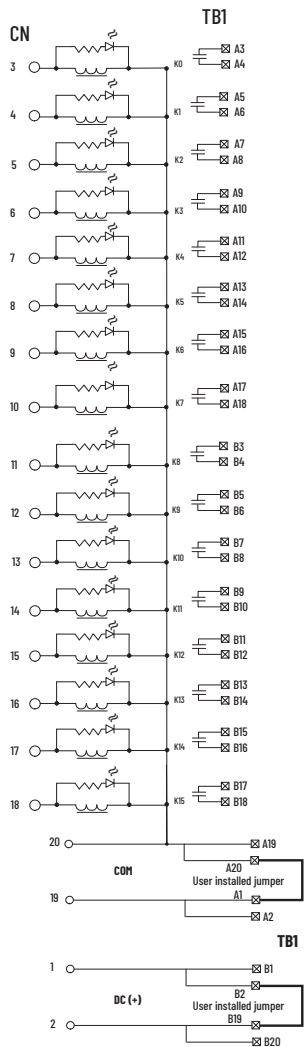 TB1
CN
3 K0 A3
A4
4 K1 A5
A6
5 K2 A7
A8
6 K3 A9
A10
7 K4 A11
A12
8 K5 A13
A14
9 K6 A15
A16
10 K7 A17
A18
11 K8 B3
B4
12 K9 B5
B6
13 K10 B7
B8
14 K11 B9
B10
15 K12 B11
B12
16 K13 B13
B14
17 K14 B15
B16
18 K15 B17
B18
20 A19
COM A20
User installed jumper
19 A1
A2
TB1
1 B1
DC (+) B2
User installed jumper
2 B19
B20